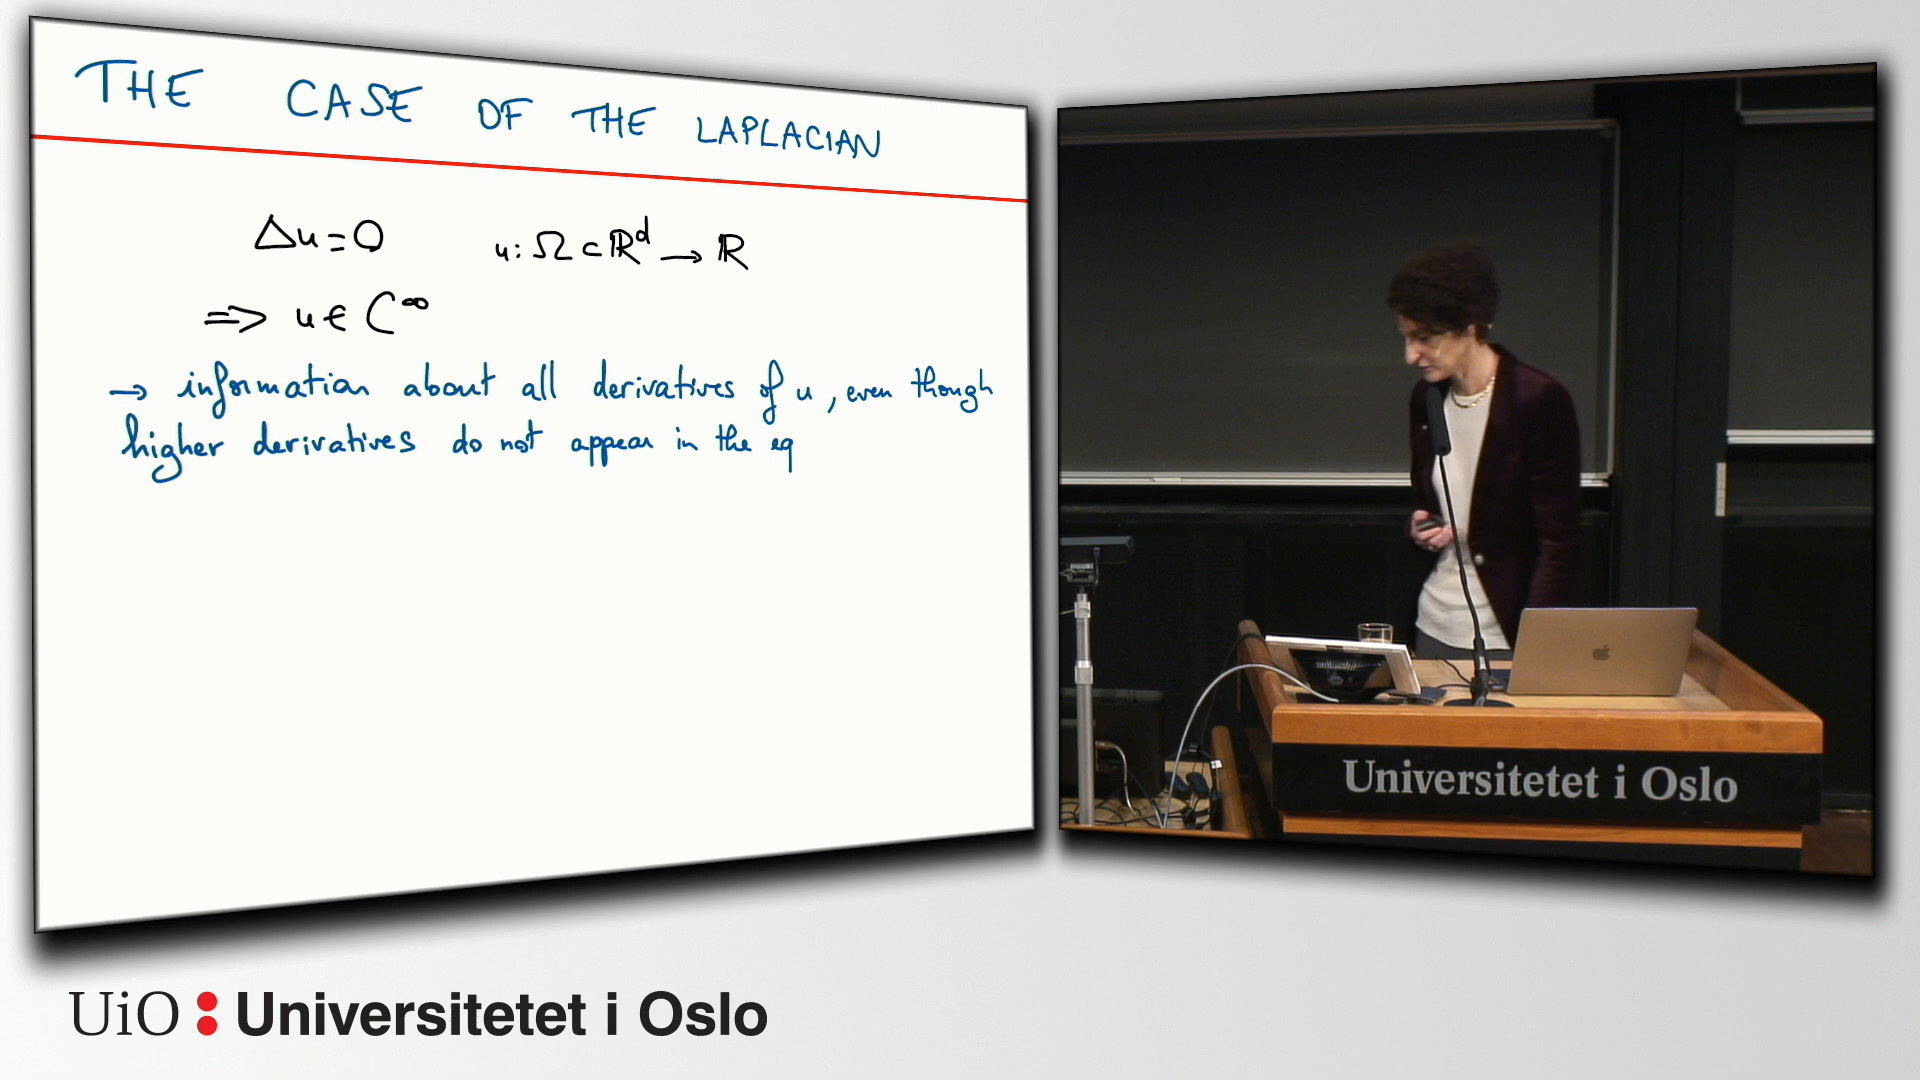 THE CASE OF THE LAPLACIAN
Δu=0 u: Ω⊂ℝᵈ → ℝ
⇒ u ∈ C^∞
→ information about all derivatives of u, even though
higher derivatives do not appear in the eq
Universitetet i Oslo
UiO : Universitetet i Oslo